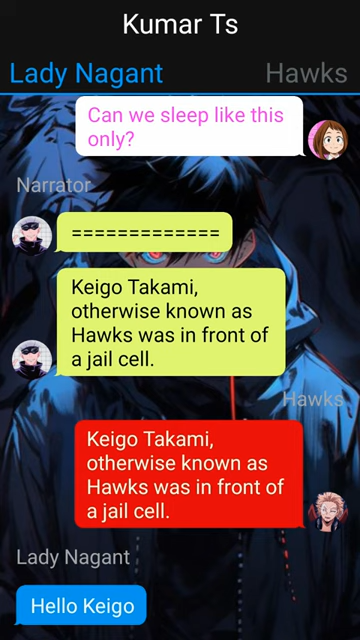 Kumar Ts
Lady Nagant
Hawks
Can we sleep like this
only?
Narrator
=============
Keigo Takami,
otherwise known as
Hawks was in front of
a jail cell.
Hawks
Keigo Takami,
otherwise known as
Hawks was in front of
a jail cell.
Lady Nagant
Hello Keigo